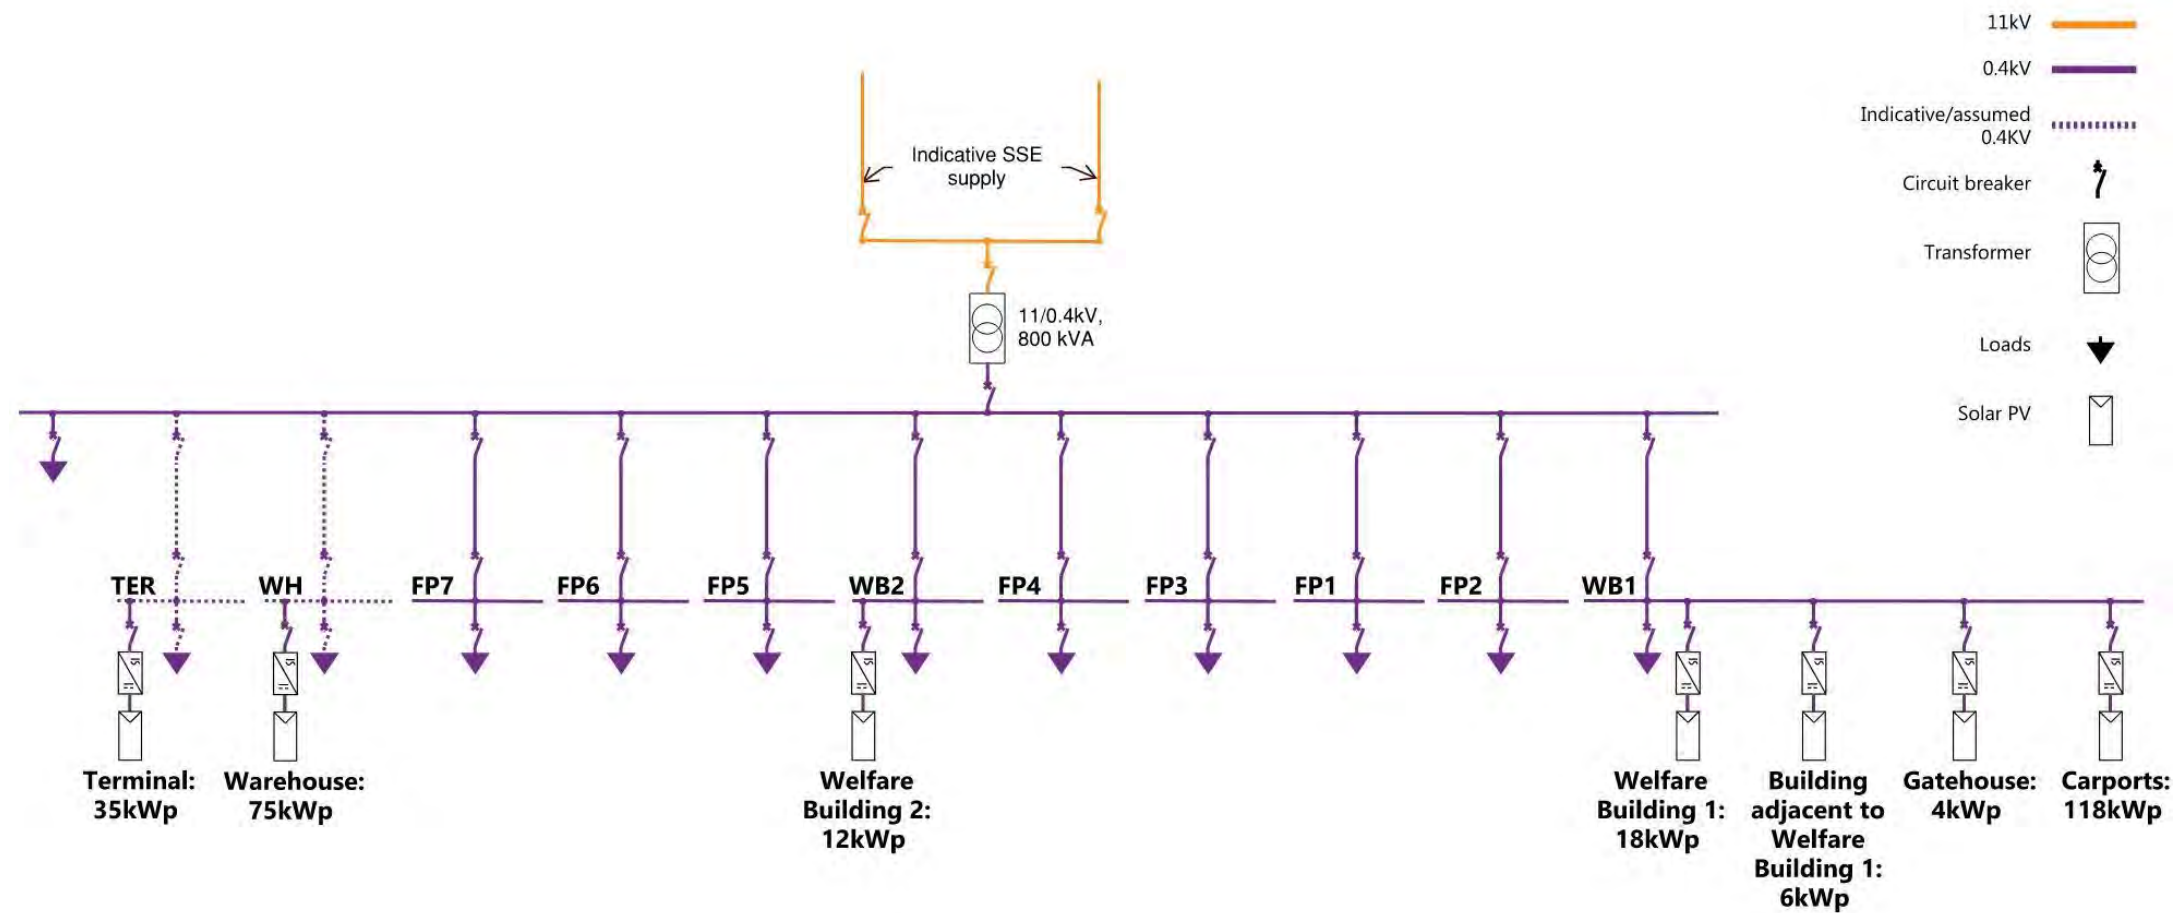 11kV
0.4kV
Indicative/assumed
0.4KV
Circuit breaker
Transformer
Loads
Solar PV
Indicative SSE
supply
11/0.4kV,
800 kVA
TER
WH
FP7
FP6
FP5
WB2
FP4
FP3
FP1
FP2
WB1
Terminal:
35kWp
Warehouse:
75kWp
Welfare
Building 2:
12kWp
Welfare
Building 1:
18kWp
Building
adjacent to
Welfare
Building 1:
6kWp
Gatehouse:
4kWp
Carports:
118kWp